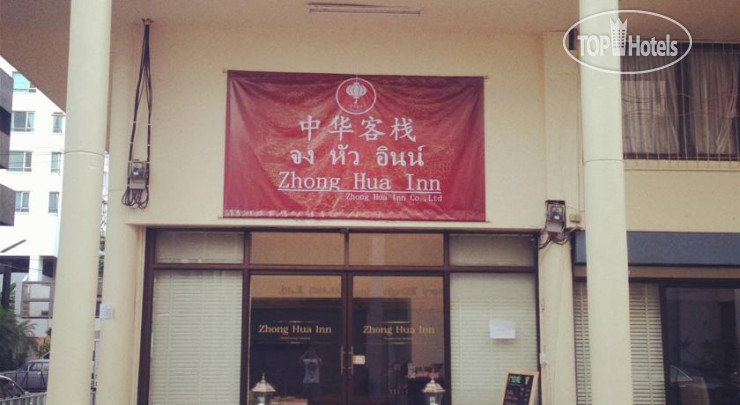 TOP Hotels
中华客栈
จง หัว อินน์
Zhong Hua Inn
Zhong Hua Inn Co.,Ltd
Zhong Hua Inn
Zhong Hua Inn